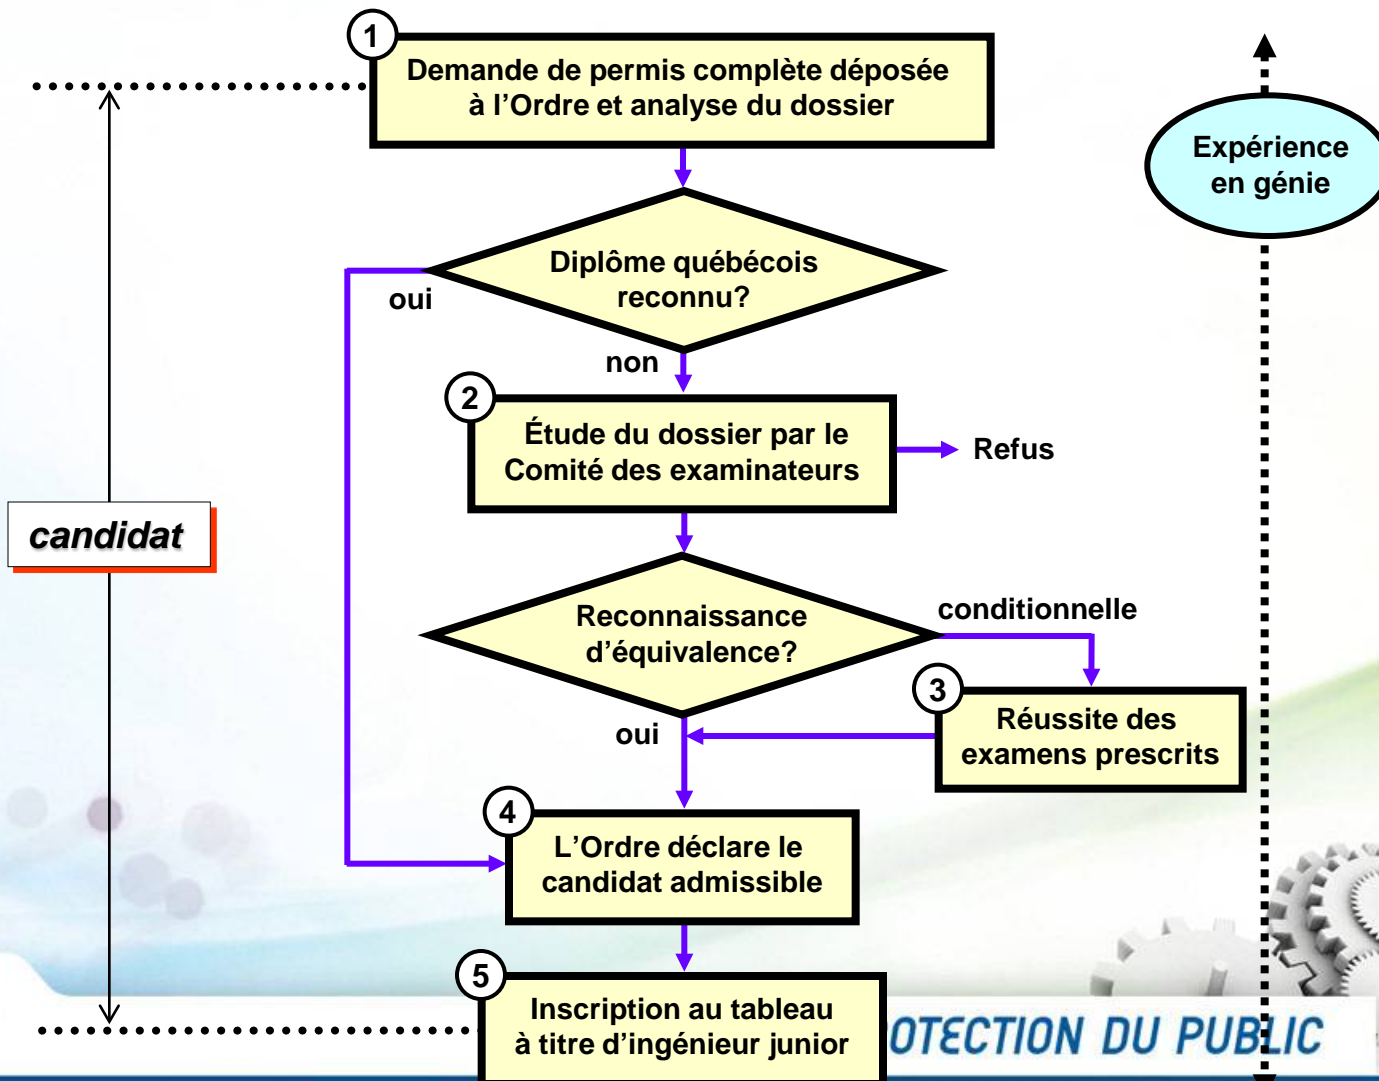 1
Demande de permis complète déposée
à l’Ordre et analyse du dossier
Expérience
en génie
Diplôme québécois
reconnu?
oui
non
2
Étude du dossier par le
Comité des examinateurs
Refus
candidat
Reconnaissance
d’équivalence?
conditionnelle
3
Réussite des
examens prescrits
oui
4
L’Ordre déclare le
candidat admissible
5
Inscription au tableau
à titre d’ingénieur junior
OTECTION DU PUBLIC